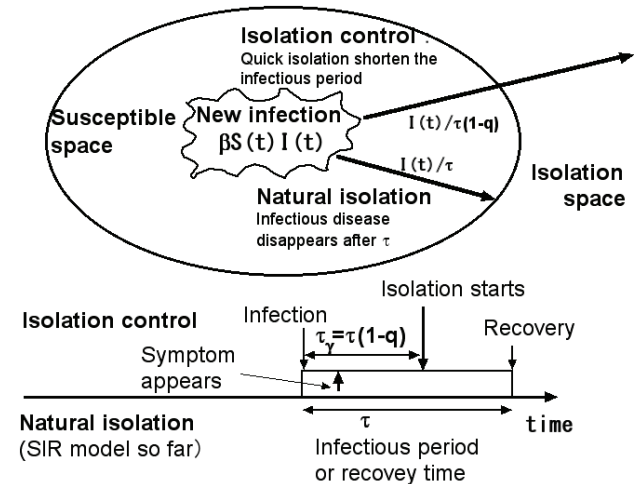 Isolation control :
Quick isolation shorten the
infectious period
Susceptible
space
New infection
βS(t) I(t)
I(t)/τ(1-q)
I(t)/τ
Natural isolation
Infectious disease
disappears after τ
Isolation
space
Isolation starts
Isolation control
Infection
τγ=τ(1-q)
Recovery
Symptom
appears
Natural isolation
(SIR model so far)
τ
time
Infectious period
or recovey time